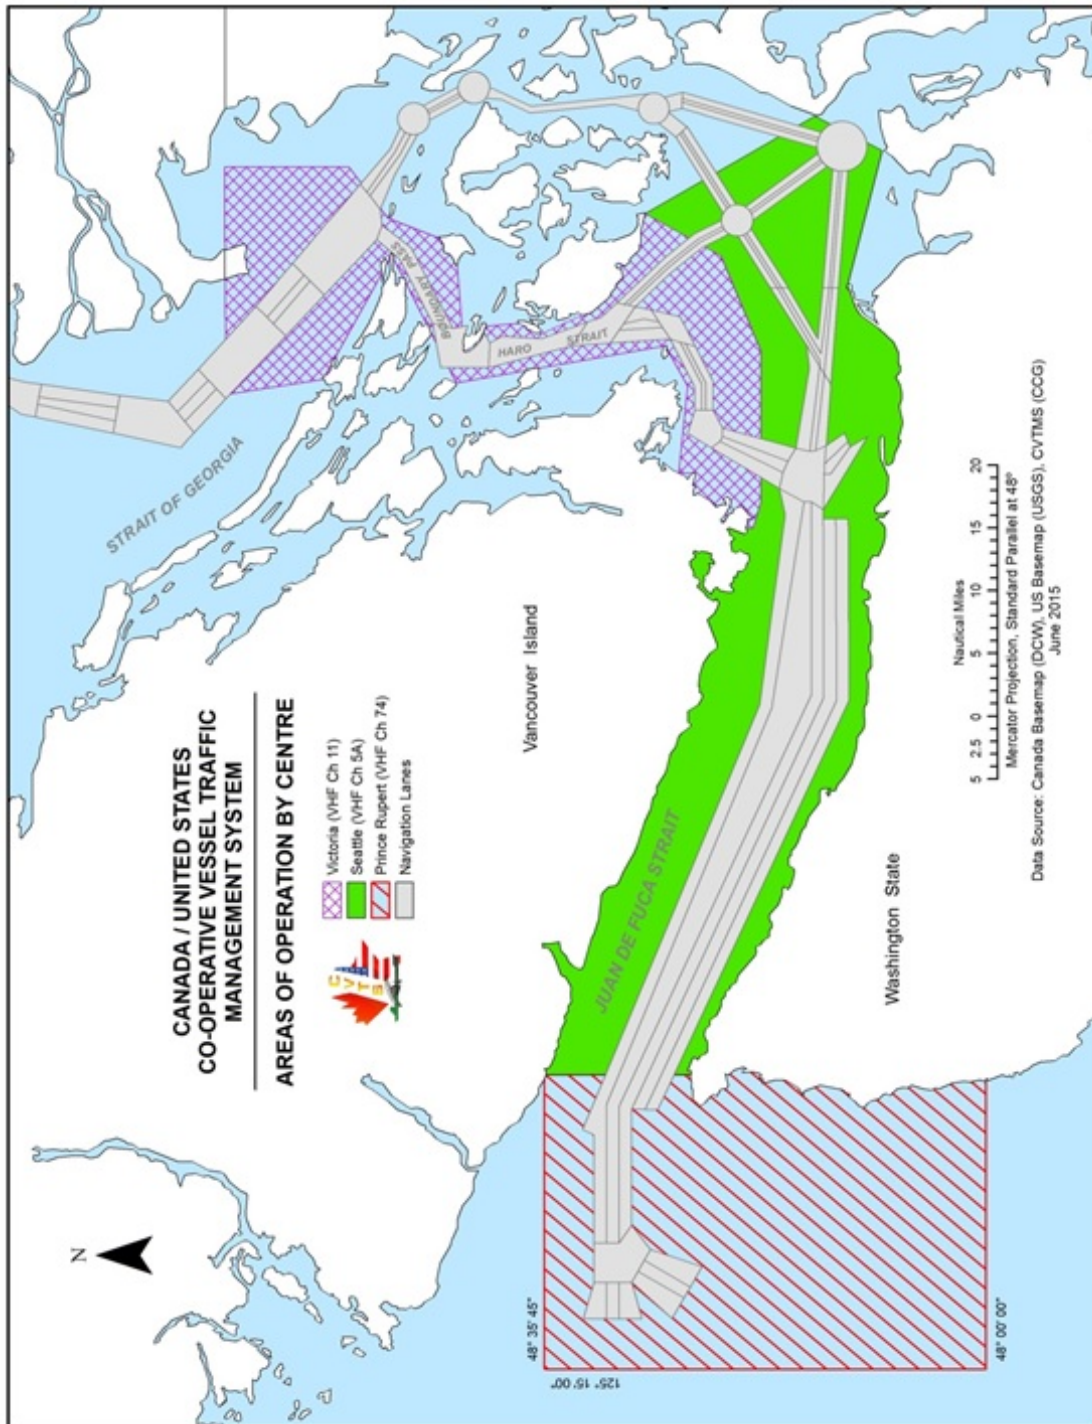 CANADA / UNITED STATES
CO-OPERATIVE VESSEL TRAFFIC
MANAGEMENT SYSTEM
AREAS OF OPERATION BY CENTRE
C
V
T
S
Victoria (VHF Ch 11)
Seattle (VHF Ch 5A)
Prince Rupert (VHF Ch 74)
Navigation Lanes
N
STRAIT OF GEORGIA
BOUNDARY PASS
HARO STRAIT
Vancouver Island
JUAN DE FUCA STRAIT
Washington State
48° 35' 45"
125° 15' 00"
48° 00' 00"
Nautical Miles
5 2.5 0 5 10 15 20
Mercator Projection, Standard Parallel at 48°
Data Source: Canada Basemap (DCW), US Basemap (USGS), CVTMS (CCG)
June 2015